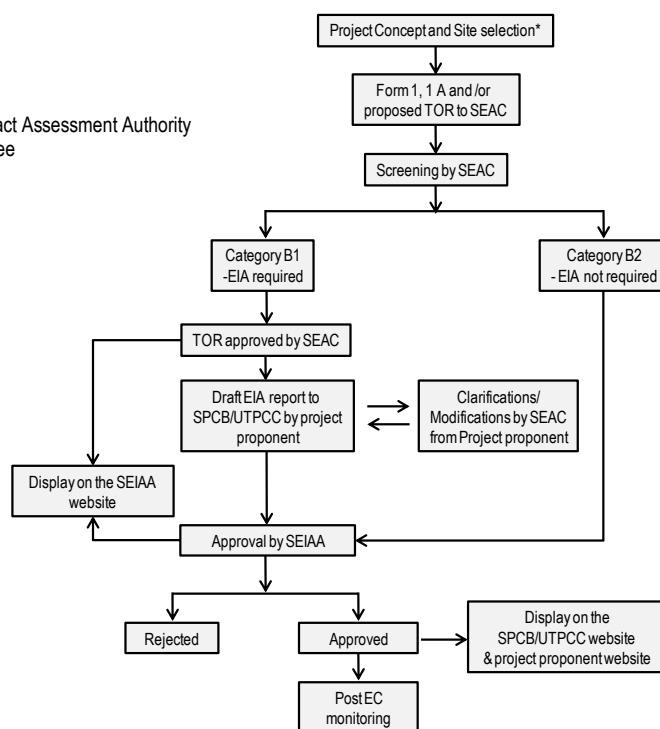 Project Concept and Site selection*
Form 1, 1 A and /or
proposed TOR to SEAC
act Assessment Authority
ee
Screening by SEAC
Category B1
-EIA required
Category B2
- EIA not required
TOR approved by SEAC
Draft EIA report to
SPCB/UTPCC by project
proponent
Clarifications/
Modifications by SEAC
from Project proponent
Display on the SEIAA
website
Approval by SEIAA
Rejected
Approved
Display on the
SPCB/UTPCC website
& project proponent website
Post EC
monitoring